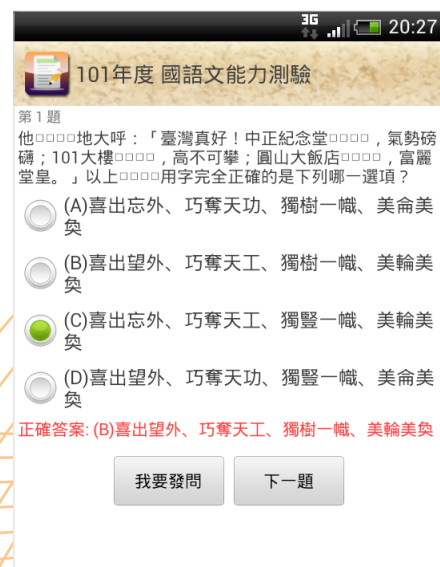 3G 20:27
101年度 國語文能力測驗
第1題
他□□□□地大呼：「臺灣真好！中正紀念堂□□□□，氣勢磅
礴；101大樓□□□□，高不可攀；圓山大飯店□□□□，富麗
堂皇。」以上□□□□用字完全正確的是下列哪一選項？
(A)喜出忘外、巧奪天功、獨樹一幟、美侖美
奐
(B)喜出望外、巧奪天工、獨樹一幟、美輪美
奐
(C)喜出忘外、巧奪天工、獨豎一幟、美輪美
奐
(D)喜出望外、巧奪天功、獨豎一幟、美侖美
奐
正確答案: (B)喜出望外、巧奪天工、獨樹一幟、美輪美奐
我要發問 下一題